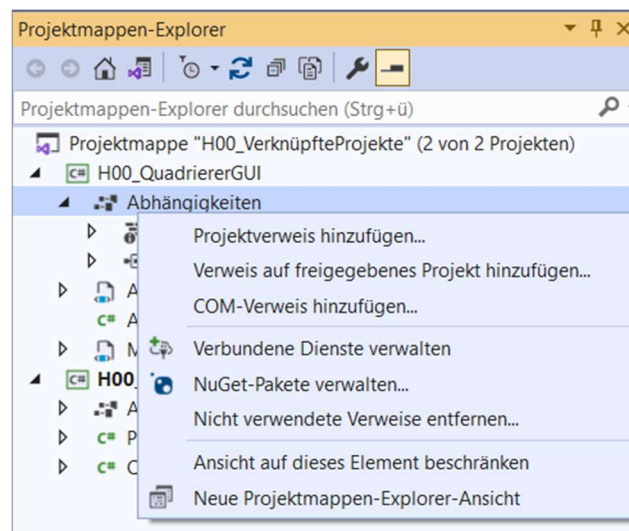 Projektmappen-Explorer
Projektmappen-Explorer durchsuchen (Strg+ü)
Projektmappe "H00_VerknüpfteProjekte" (2 von 2 Projekten)
C# H00_QuadriererGUI
Abhängigkeiten
Projektverweis hinzufügen...
Verweis auf freigegebenes Projekt hinzufügen...
A
COM-Verweis hinzufügen...
C# A
M
Verbundene Dienste verwalten
C# H00_
NuGet-Pakete verwalten...
A
Nicht verwendete Verweise entfernen...
C# P
C# C
Ansicht auf dieses Element beschränken
Neue Projektmappen-Explorer-Ansicht